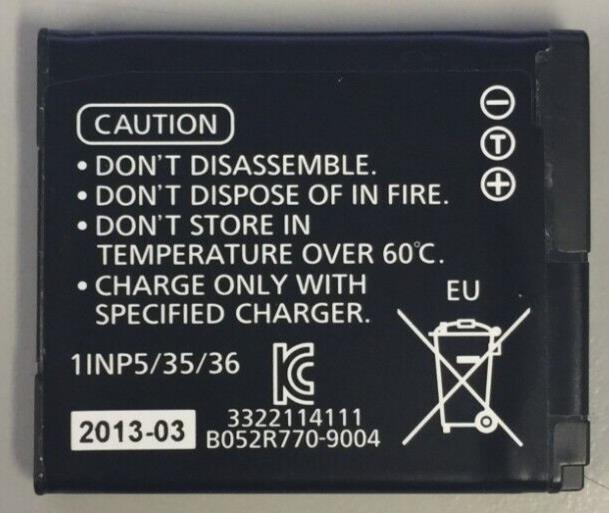 CAUTION
• DON'T DISASSEMBLE.
• DON'T DISPOSE OF IN FIRE.
• DON'T STORE IN
TEMPERATURE OVER 60℃.
• CHARGE ONLY WITH
SPECIFIED CHARGER.
⊖
T
⊕
EU
1INP5/35/36
KC
2013-03
3322114111
B052R770-9004